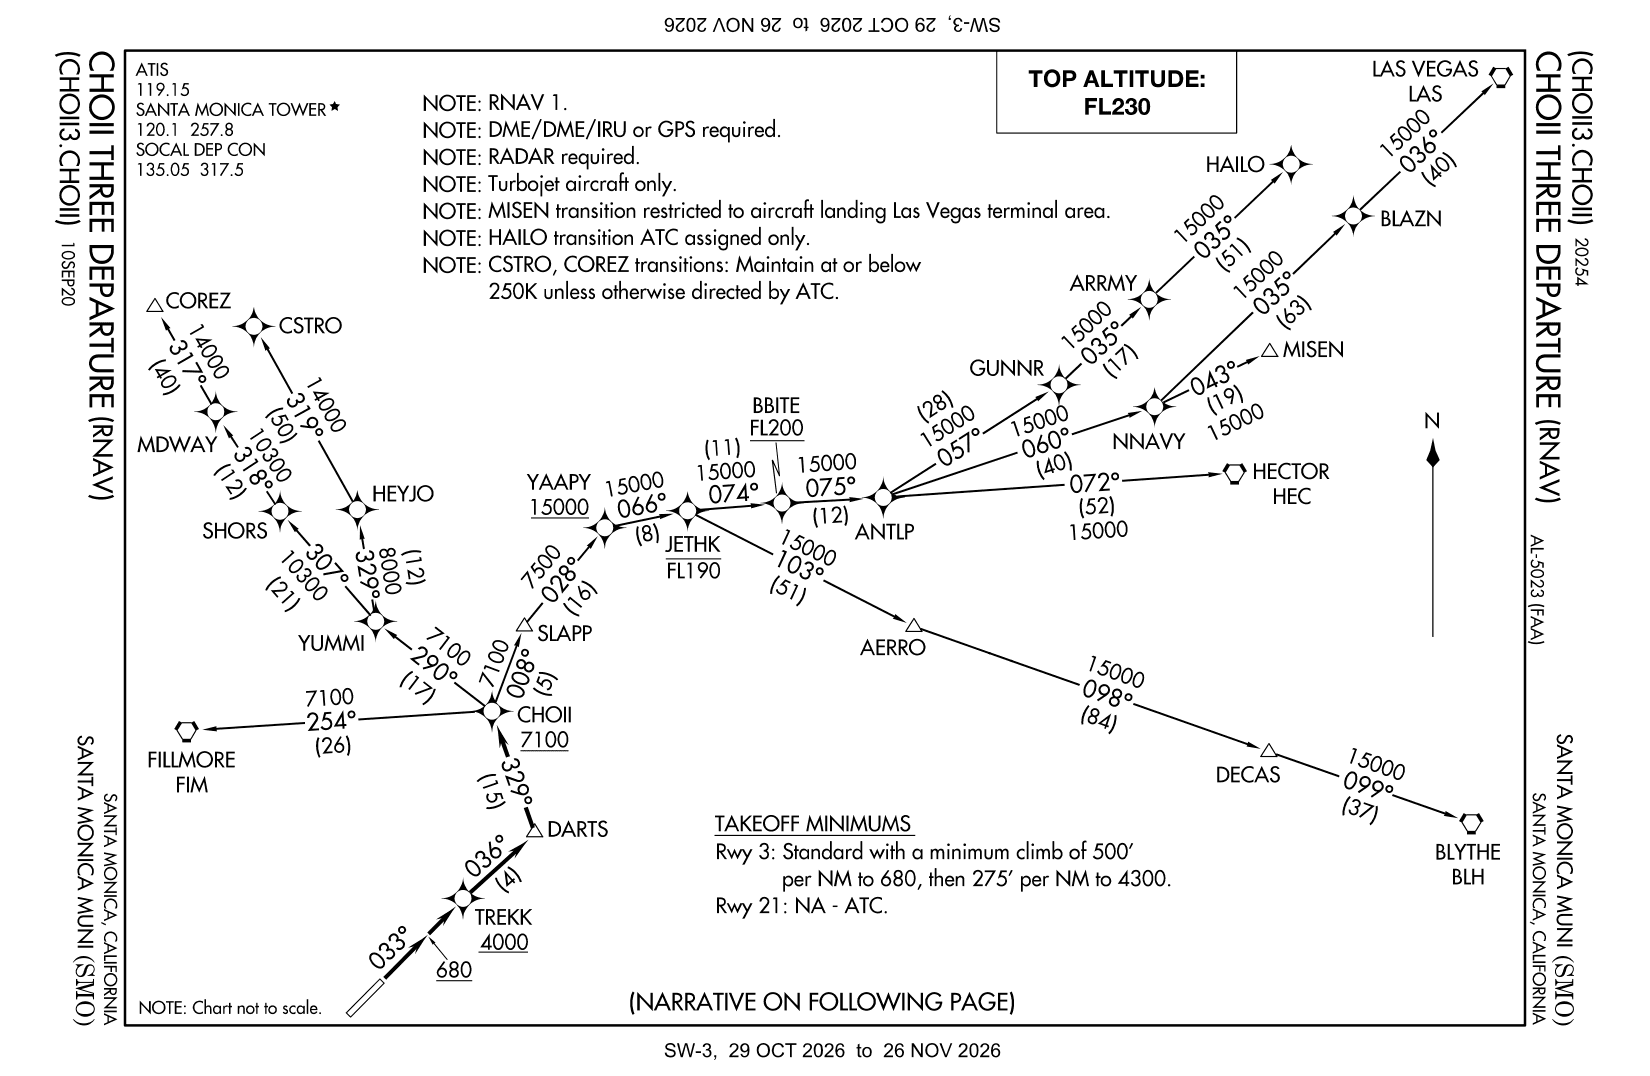 SW-3, 29 OCT 2026 to 26 NOV 2026
(CHOII3.CHOII) 10SEP20
CHOII THREE DEPARTURE (RNAV)
SANTA MONICA MUNI (SMO)
SANTA MONICA, CALIFORNIA
ATIS
119.15
SANTA MONICA TOWER★
120.1 257.8
SOCAL DEP CON
135.05 317.5
NOTE: RNAV 1.
NOTE: DME/DME/IRU or GPS required.
NOTE: RADAR required.
NOTE: Turbojet aircraft only.
NOTE: MISEN transition restricted to aircraft landing Las Vegas terminal area.
NOTE: HAILO transition ATC assigned only.
NOTE: CSTRO, COREZ transitions: Maintain at or below
250K unless otherwise directed by ATC.
TOP ALTITUDE:
FL230
LAS VEGAS
LAS
15000
036°
(40)
BLAZN
HAILO
15000
035°
(51)
ARRMY
15000
035°
(17)
GUNNR
15000
035°
(63)
MISEN
043°
(19)
15000
NNAVY
(28)
15000
057°
15000
060°
(40)
072°
(52)
15000
HECTOR
HEC
N
COREZ
14000
317°
(40)
CSTRO
14000
319°
(50)
MDWAY
10300
318°
(12)
SHORS
HEYJO
307°
10300
(21)
(12)
8000
329°
YUMMI
7100
290°
(17)
BBITE
FL200
YAAPY
15000
15000
066°
(8)
(11)
15000
074°
15000
075°
(12)
ANTLP
JETHK
FL190
7500
028°
(16)
SLAPP
7100
008°
(5)
15000
103°
(51)
AERRO
15000
098°
(84)
DECAS
15000
099°
(37)
BLYTHE
BLH
7100
254°
(26)
FILLMORE
FIM
CHOII
7100
329°
(15)
DARTS
036°
(4)
TREKK
4000
033°
680
TAKEOFF MINIMUMS
Rwy 3: Standard with a minimum climb of 500′
per NM to 680, then 275′ per NM to 4300.
Rwy 21: NA - ATC.
NOTE: Chart not to scale.
(NARRATIVE ON FOLLOWING PAGE)
(CHOII3.CHOII) 20254
CHOII THREE DEPARTURE (RNAV)
AL-5023 (FAA)
SANTA MONICA MUNI (SMO)
SANTA MONICA, CALIFORNIA
SW-3, 29 OCT 2026 to 26 NOV 2026